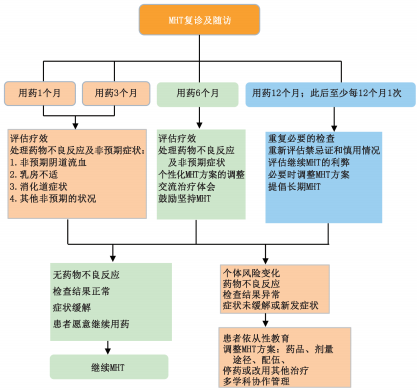 MHT复诊及随访
用药1个月
用药3个月
用药6个月
用药12个月；此后至少每12个月1次
评估疗效
处理药物不良反应及非预期症状：
1. 非预期阴道流血
2. 乳房不适
3. 消化道症状
4. 其他非预期的状况
评估疗效
处理药物不良反应
及非预期症状
个性化MHT方案的调整
交流治疗体会
鼓励坚持MHT
重复必要的检查
重新评估禁忌证和慎用情况
评估继续MHT的利弊
必要时调整MHT方案
提倡长期MHT
无药物不良反应
检查结果正常
症状缓解
患者愿意继续用药
个体风险变化
药物不良反应
检查结果异常
症状未缓解或新发症状
继续MHT
患者依从性教育
调整MHT方案：药品、剂量
途径、配伍、
停药或改用其他治疗
多学科协作管理